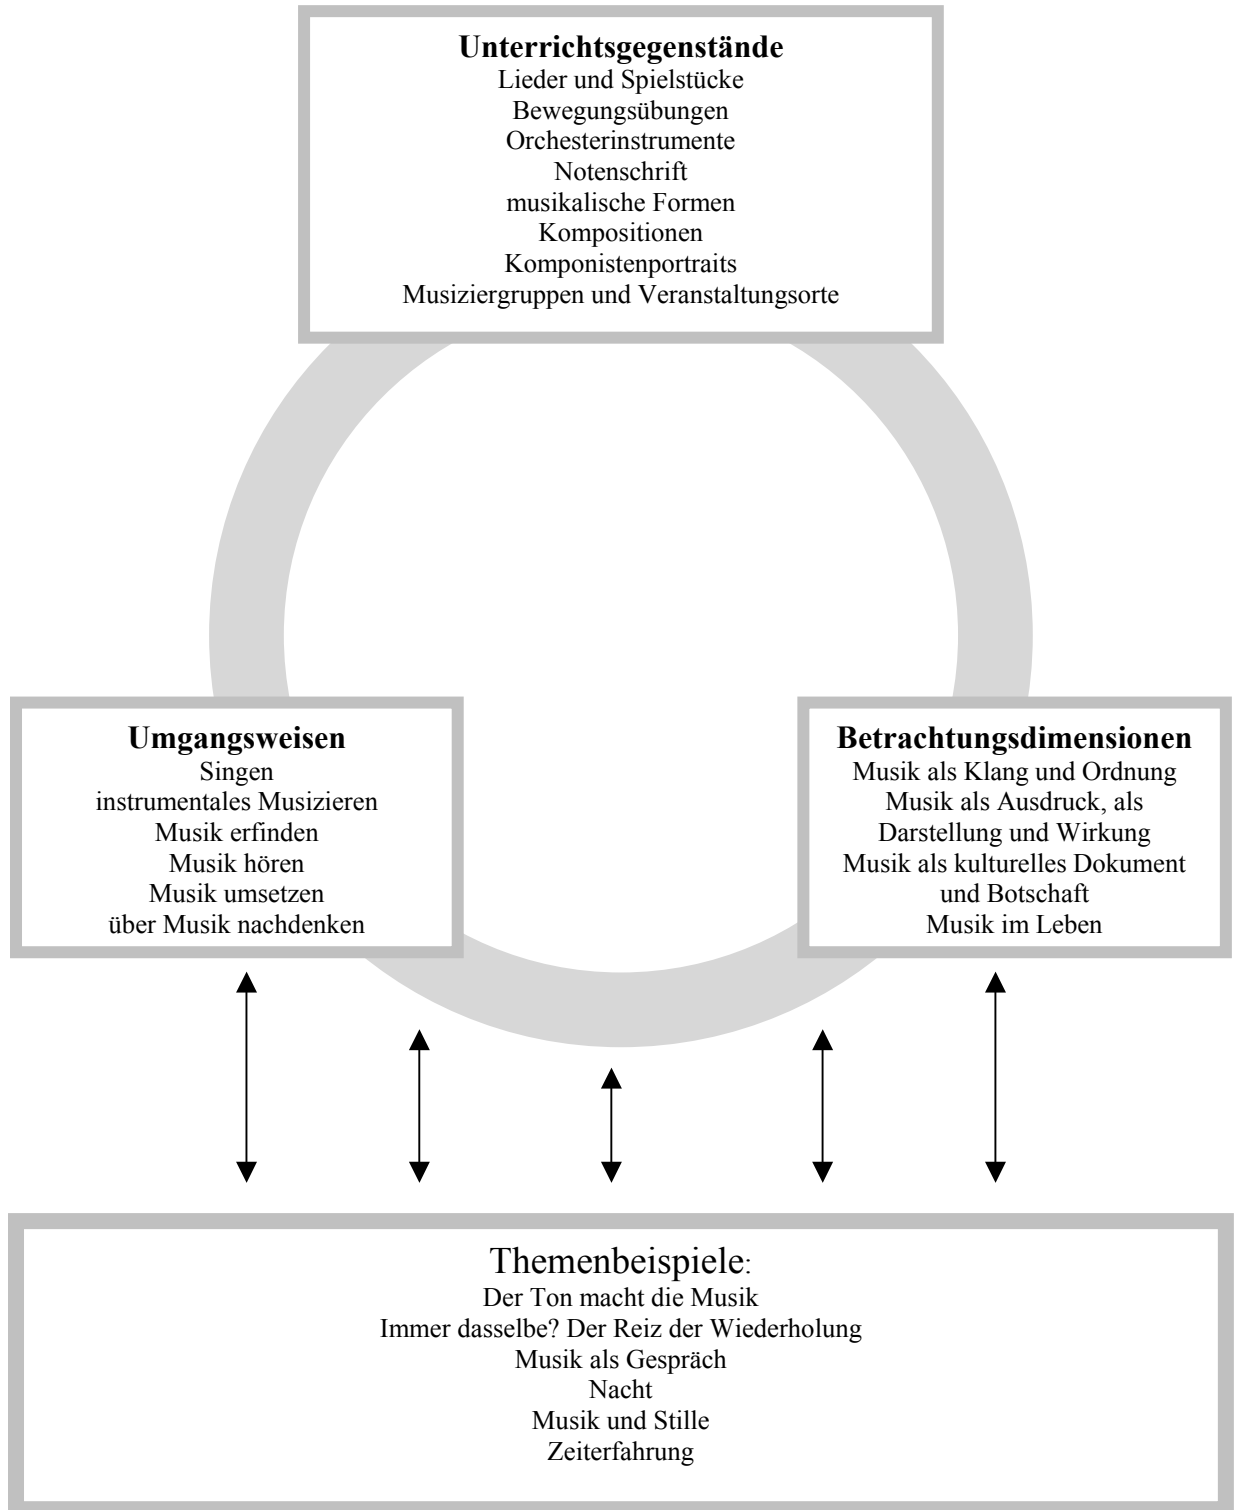 Unterrichtsgegenstände
Lieder und Spielstücke
Bewegungsübungen
Orchesterinstrumente
Notenschrift
musikalische Formen
Kompositionen
Komponistenportraits
Musiziergruppen und Veranstaltungsorte
Umgangsweisen
Singen
instrumentales Musizieren
Musik erfinden
Musik hören
Musik umsetzen
über Musik nachdenken
Betrachtungsdimensionen
Musik als Klang und Ordnung
Musik als Ausdruck, als
Darstellung und Wirkung
Musik als kulturelles Dokument
und Botschaft
Musik im Leben
Themenbeispiele:
Der Ton macht die Musik
Immer dasselbe? Der Reiz der Wiederholung
Musik als Gespräch
Nacht
Musik und Stille
Zeiterfahrung